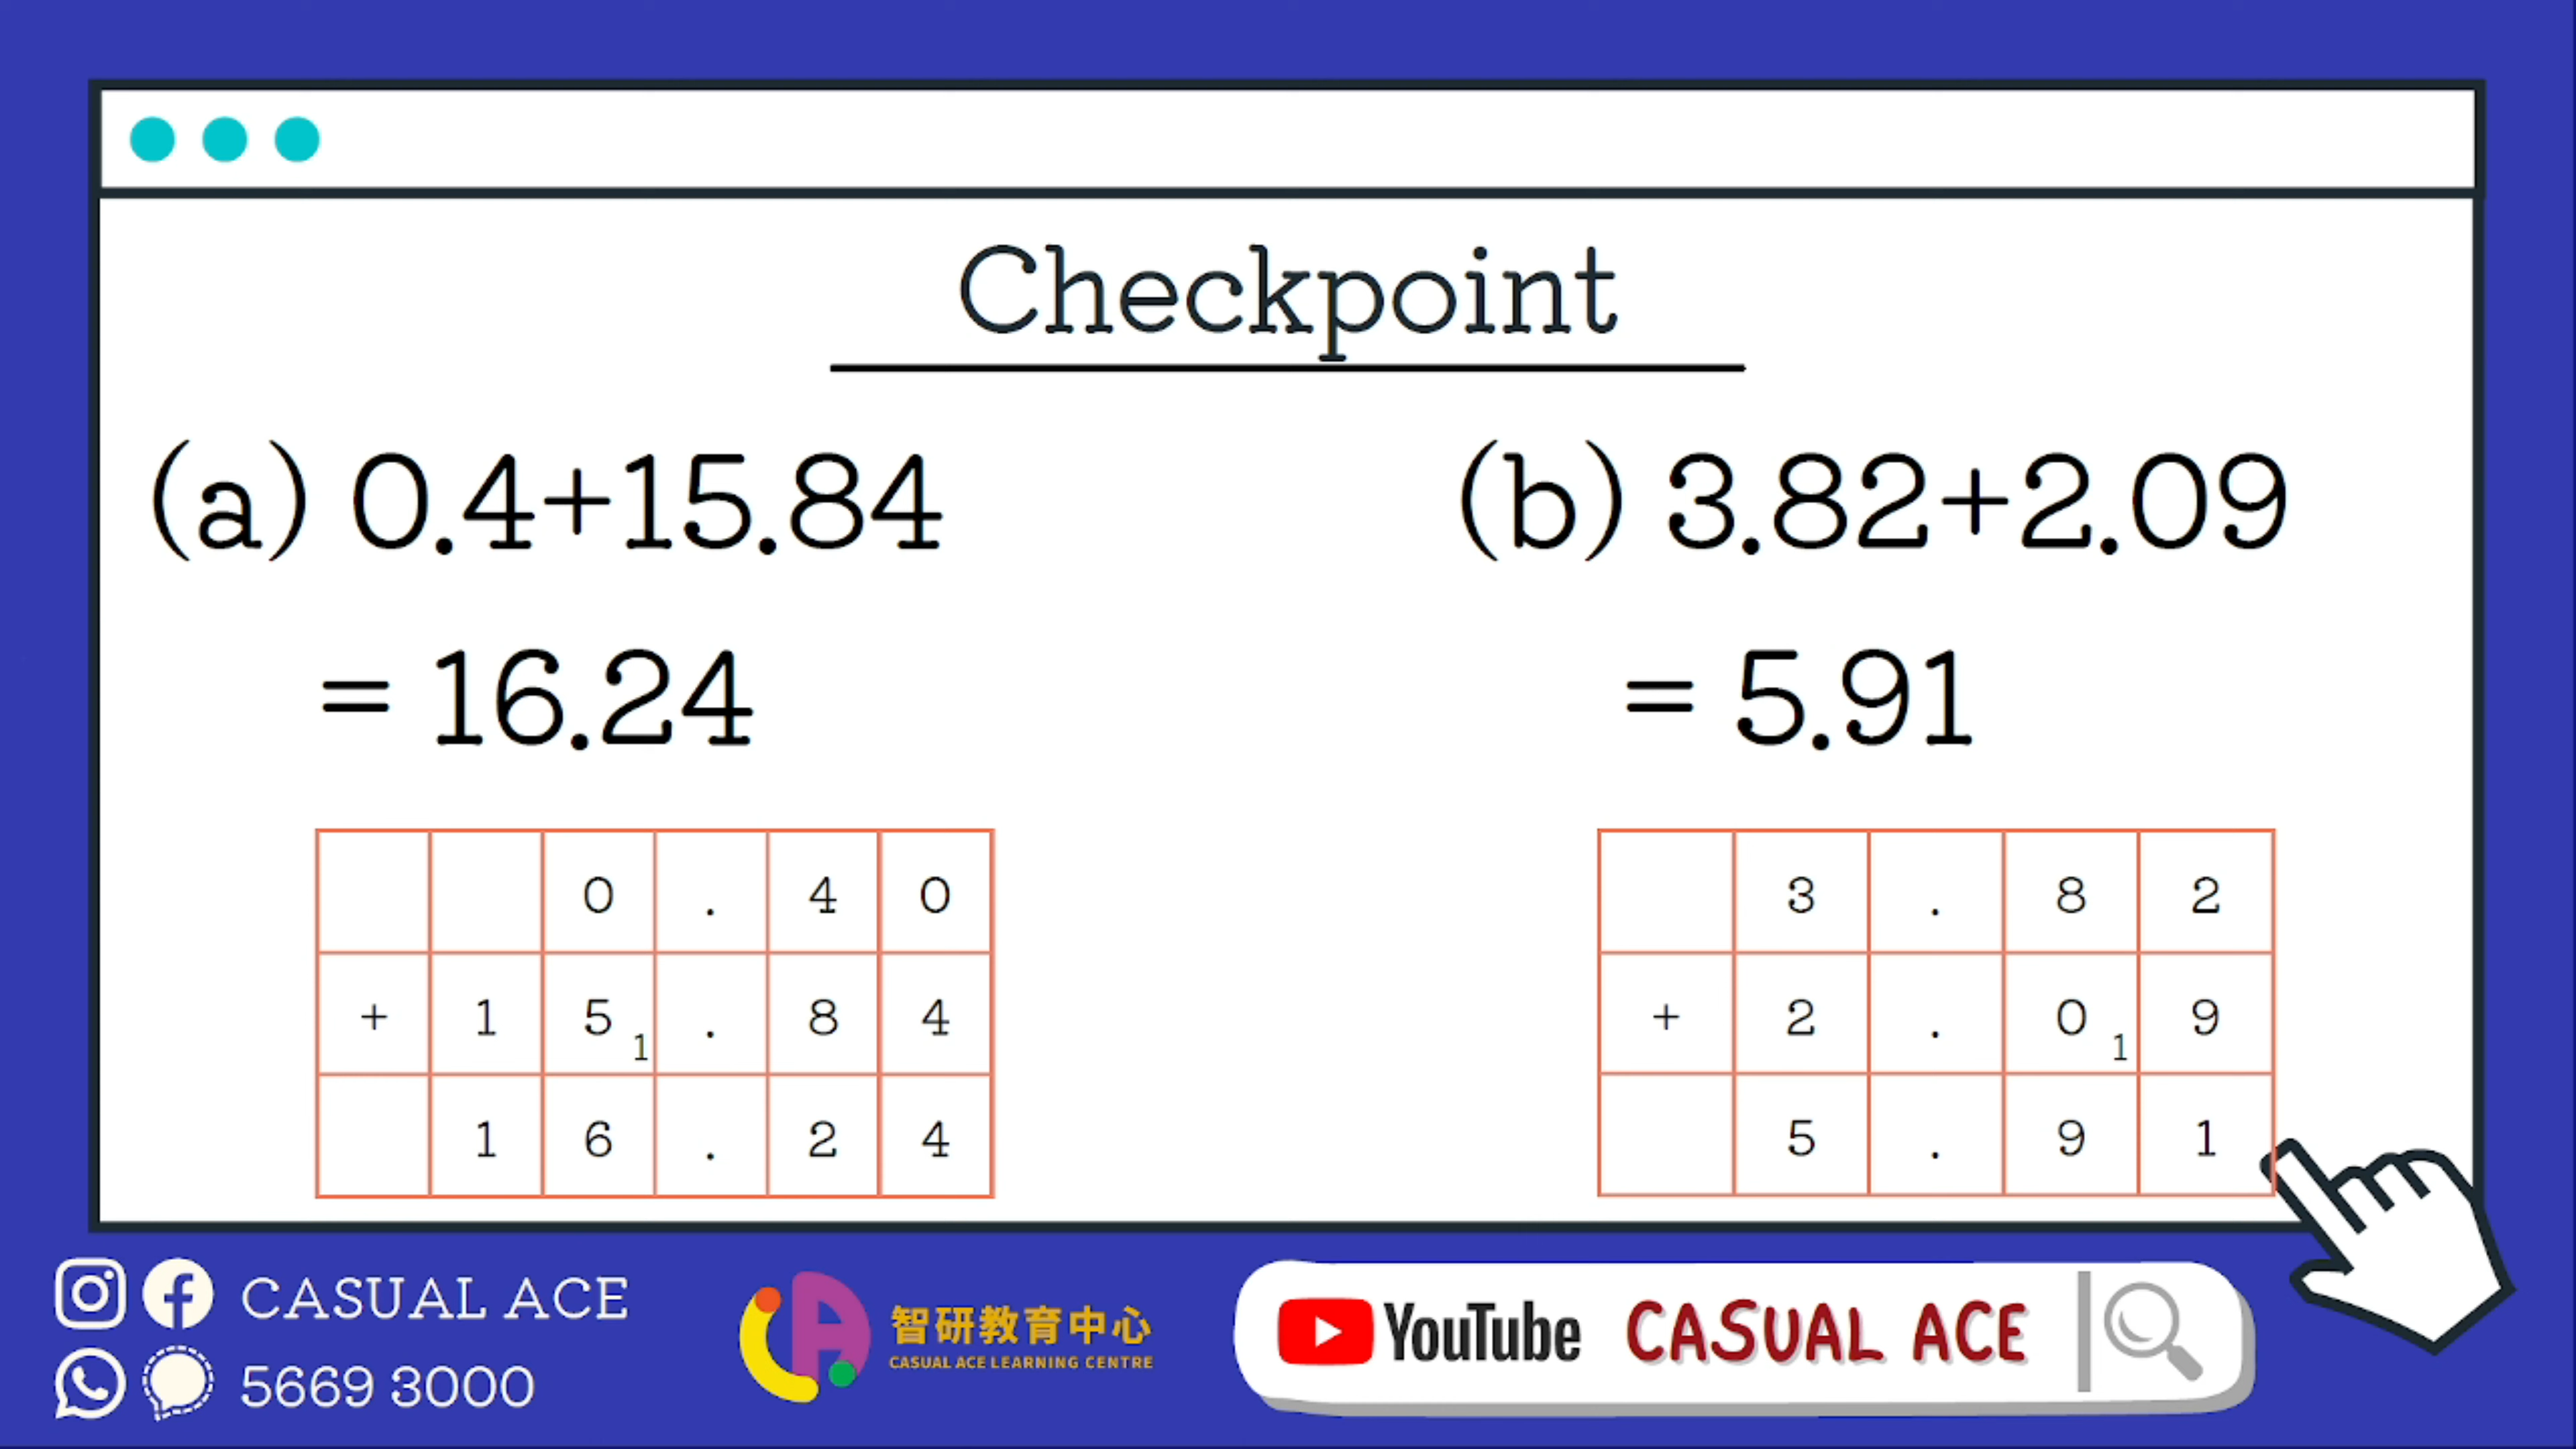 Checkpoint
(a) 0.4+15.84
= 16.24
0 . 4 0
+ 1 5 1 . 8 4
1 6 . 2 4
(b) 3.82+2.09
= 5.91
3 . 8 2
+ 2 . 0 1 9
5 . 9 1
CASUAL ACE
5669 3000
智研教育中心
CASUAL ACE LEARNING CENTRE
YouTube CASUAL ACE